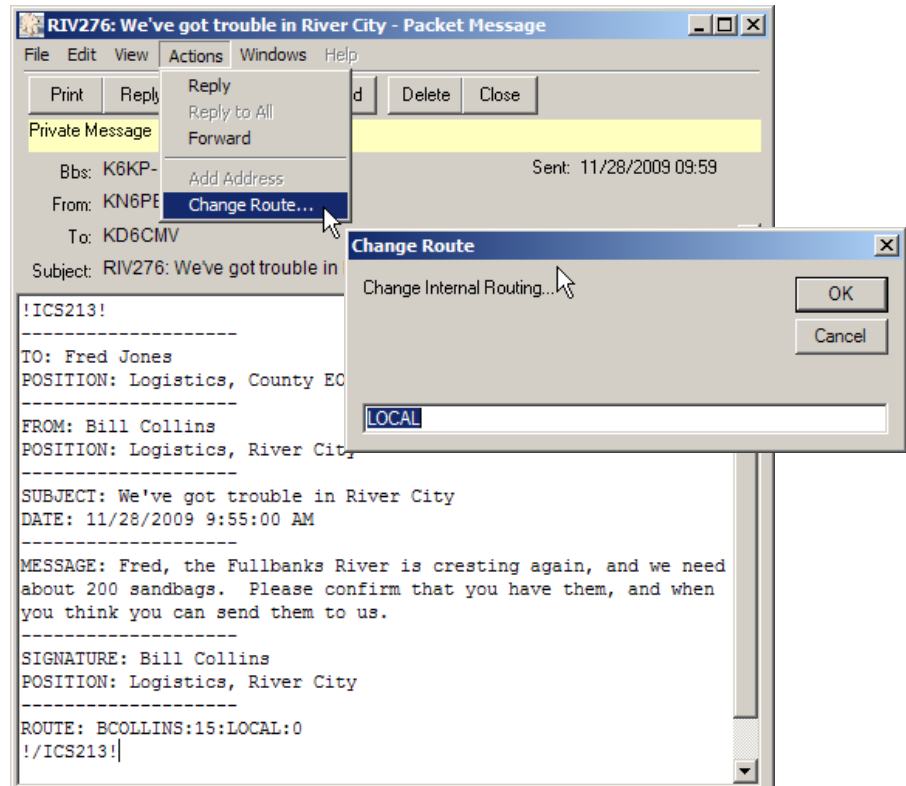 RIV276: We've got trouble in River City - Packet Message
File Edit View Actions Windows Help
Print Reply d Delete Close
Reply
Reply to All
Forward
Add Address
Change Route...
Private Message
Bbs: K6KP- Sent: 11/28/2009 09:59
From:
To: KD6CMV
Subject: RIV276: We've got trouble in
Change Route
Change Internal Routing...
OK
Cancel
LOCAL
!ICS213!
--------------------
TO: Fred Jones
POSITION: Logistics, County EO
--------------------
FROM: Bill Collins
POSITION: Logistics, River City
--------------------
SUBJECT: We've got trouble in River City
DATE: 11/28/2009 9:55:00 AM
--------------------
MESSAGE: Fred, the Fullbanks River is cresting again, and we need
about 200 sandbags.  Please confirm that you have them, and when
you think you can send them to us.
--------------------
SIGNATURE: Bill Collins
POSITION: Logistics, River City
--------------------
ROUTE: BCOLLINS:15:LOCAL:0
!/ICS213!